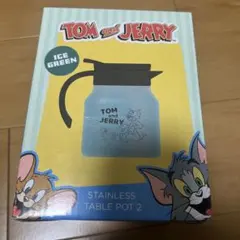 TOM and JERRY
ICE
GREEN
TOM
and
JERRY
STAINLESS
TABLE POT 2